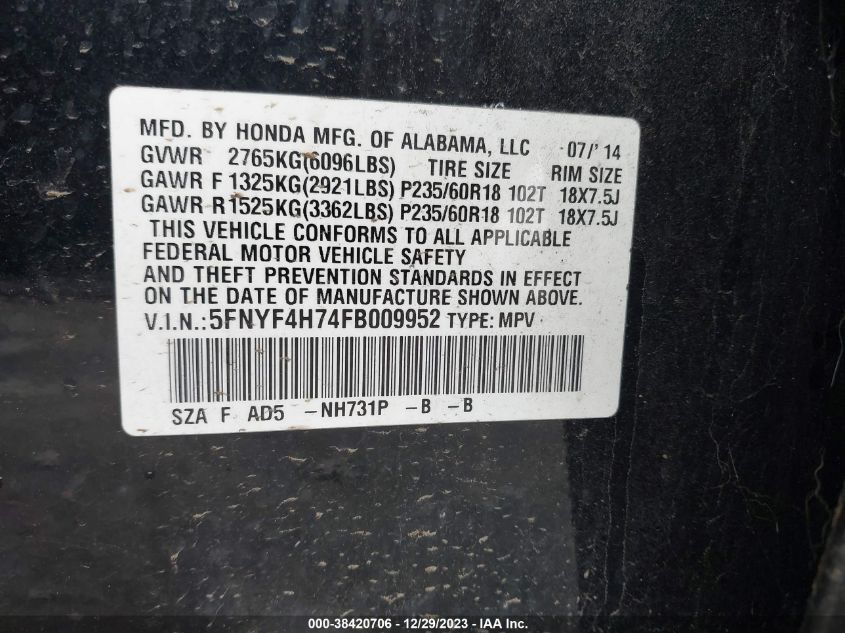 MFD. BY HONDA MFG. OF ALABAMA, LLC 07/'14
GVWR 2765KG(6096LBS) TIRE SIZE RIM SIZE
GAWR F 1325KG(2921LBS) P235/60R18 102T 18X7.5J
GAWR R 1525KG(3362LBS) P235/60R18 102T 18X7.5J
THIS VEHICLE CONFORMS TO ALL APPLICABLE
FEDERAL MOTOR VEHICLE SAFETY
AND THEFT PREVENTION STANDARDS IN EFFECT
ON THE DATE OF MANUFACTURE SHOWN ABOVE.
V.I.N.: 5FNYF4H74FB009952 TYPE: MPV
SZA F AD5 -NH731P -B -B
000-38420706 - 12/29/2023 - IAA Inc.